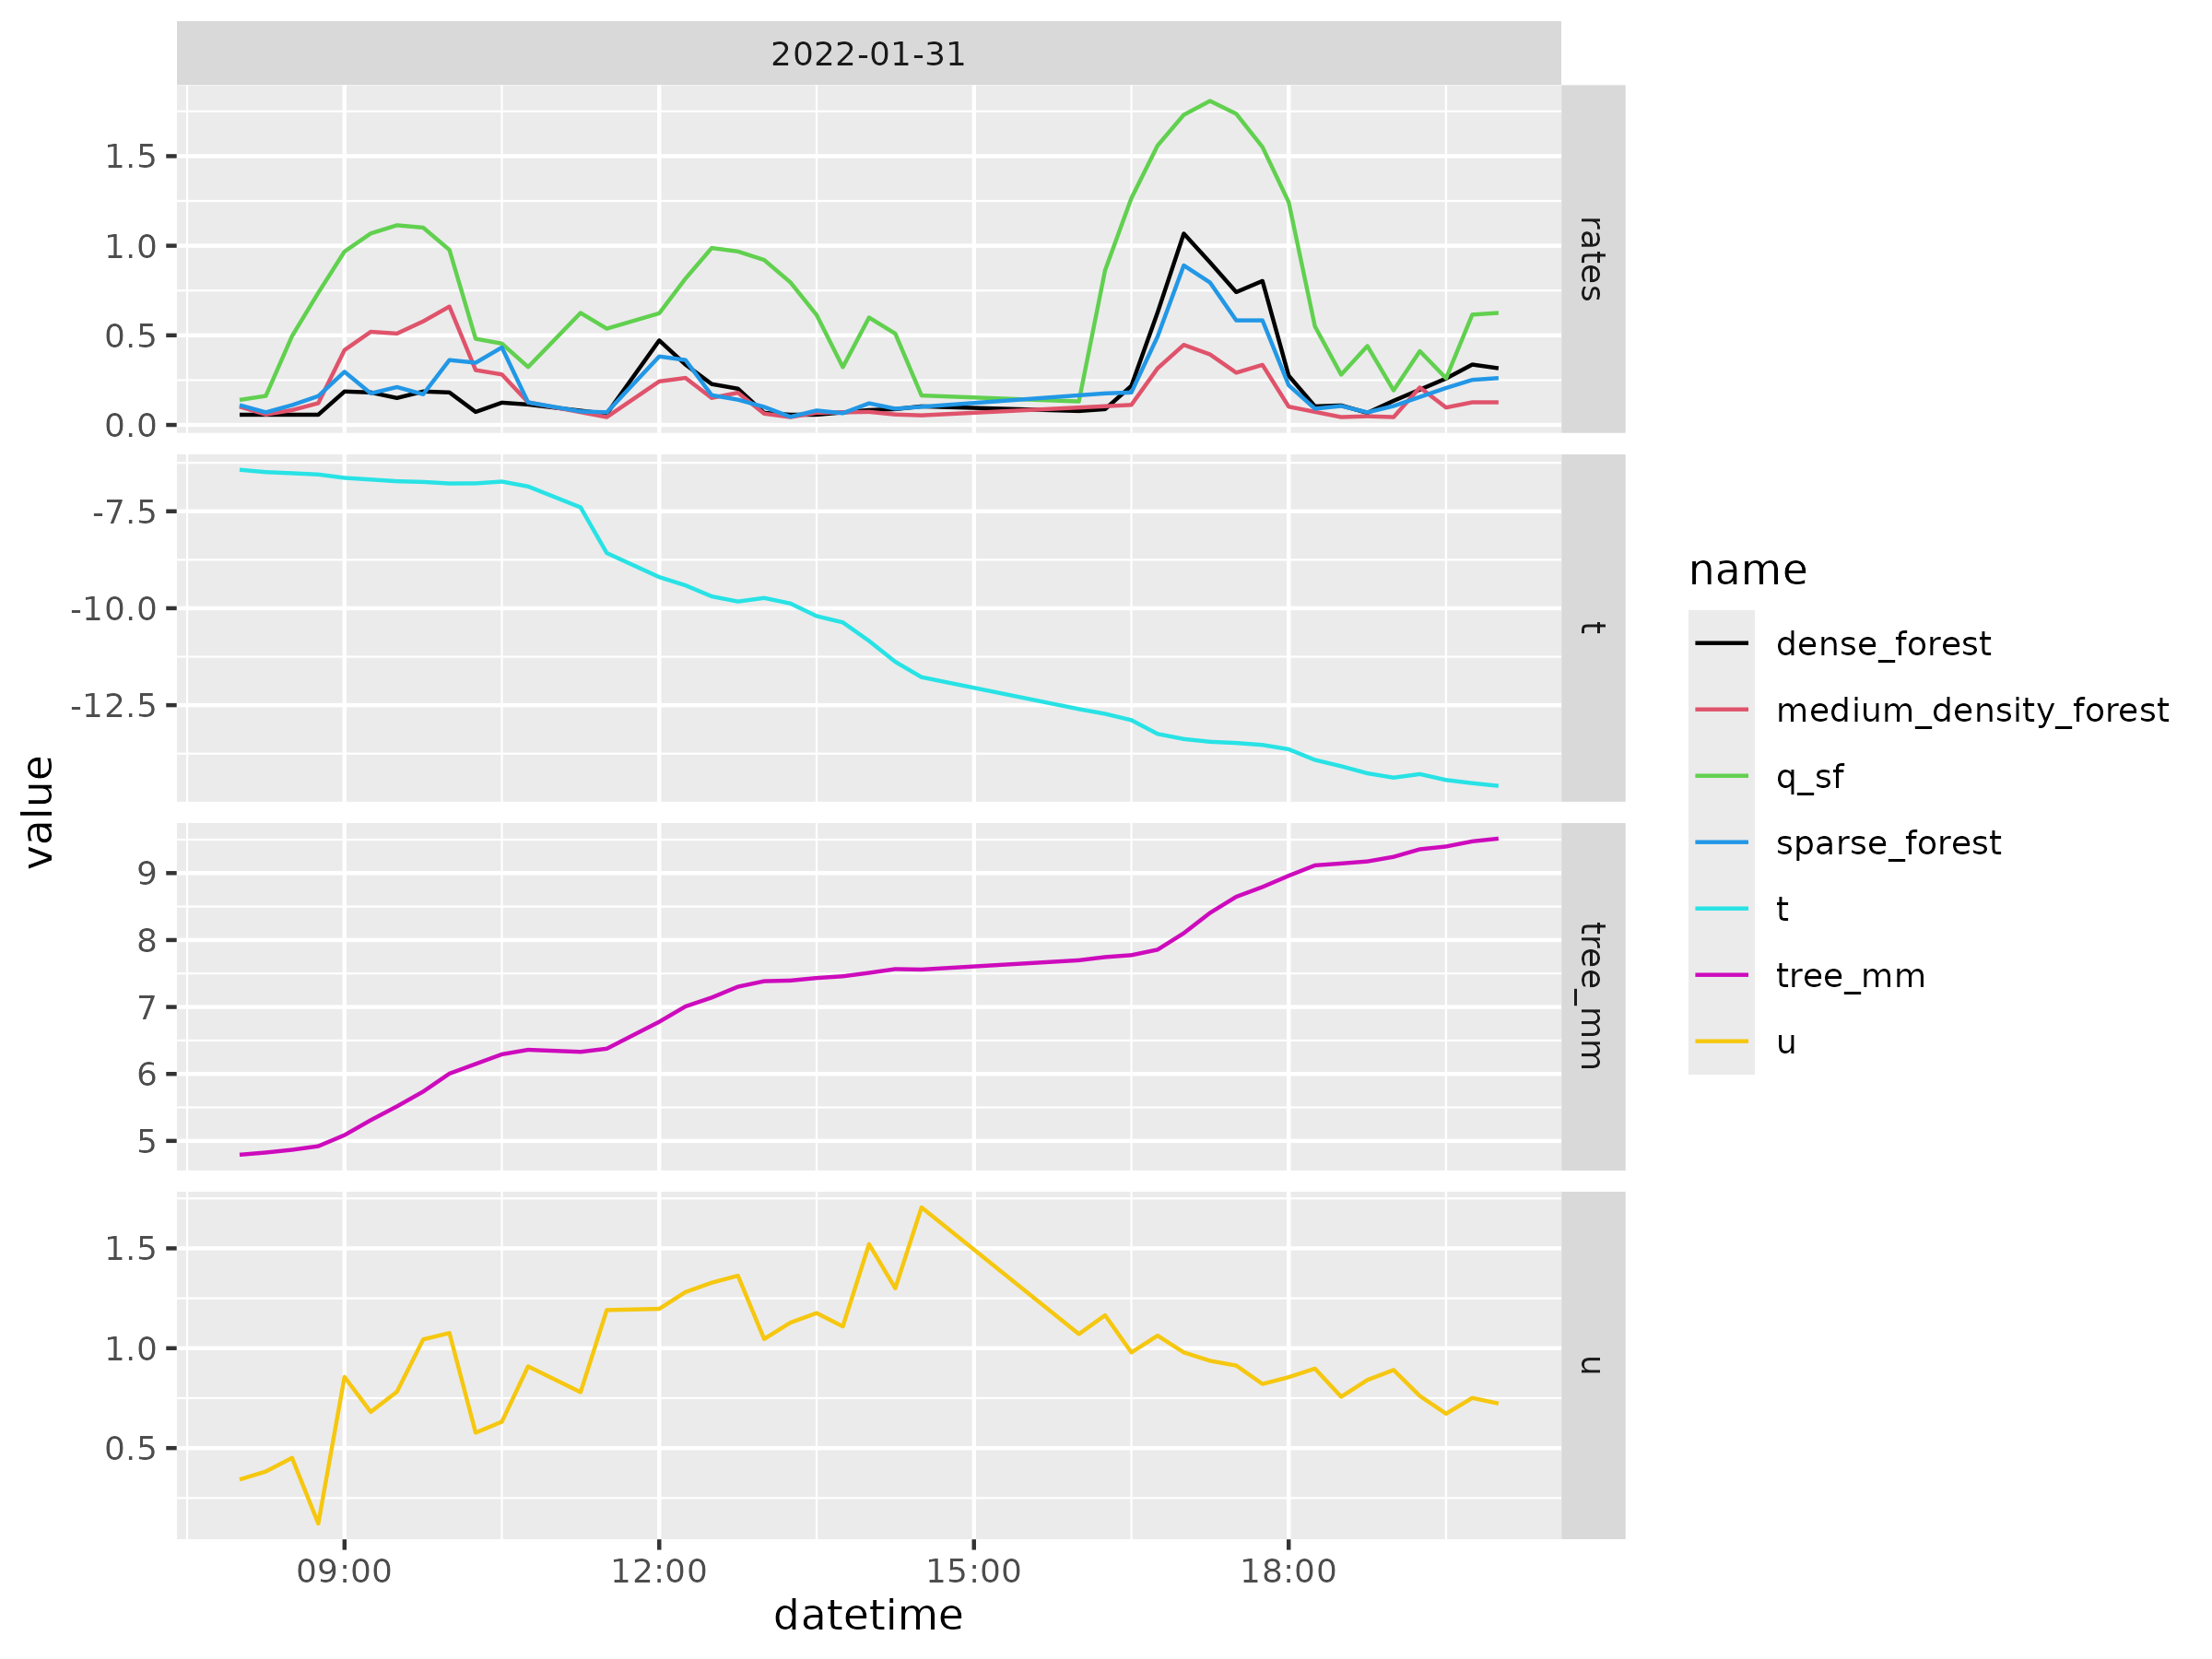 2022-01-31
1.5
1.0
0.5
0.0
rates
-7.5
-10.0
-12.5
t
9
8
7
6
5
tree_mm
1.5
1.0
0.5
u
09:00 12:00 15:00 18:00
datetime
value
name
dense_forest
medium_density_forest
q_sf
sparse_forest
t
tree_mm
u